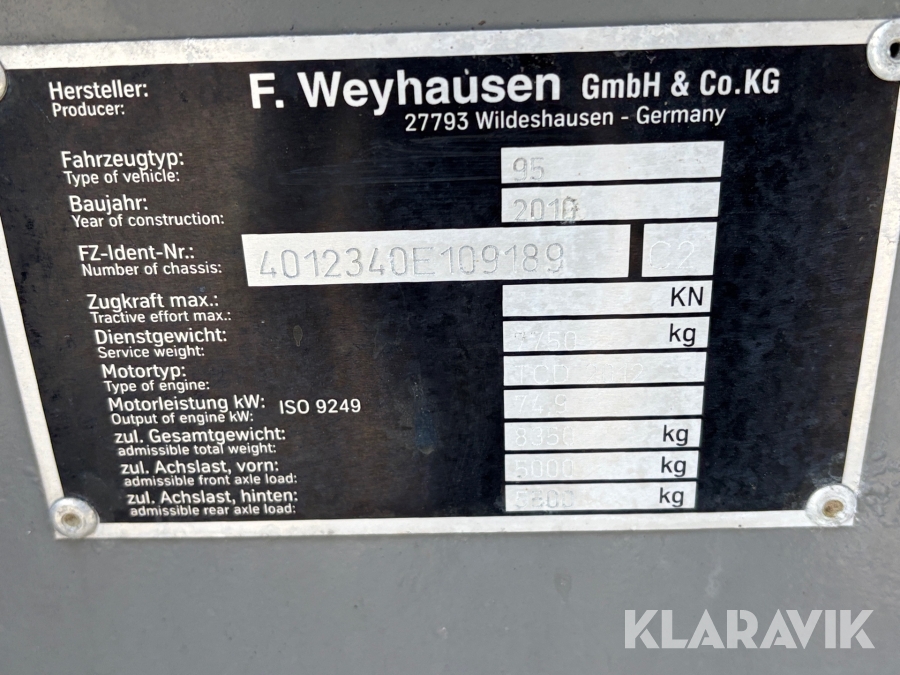 Hersteller:
Producer:
F. Weyhausen GmbH & Co.KG
27793 Wildeshausen - Germany
Fahrzeugtyp:
Type of vehicle:
95
Baujahr:
Year of construction:
FZ-Ident-Nr.:
Number of chassis:
4012340E109189
C2
Zugkraft max.:
Tractive effort max.:
KN
Dienstgewicht:
Service weight:
kg
Motortyp:
Type of engine:
Motorleistung kW: ISO 9249
Output of engine kW:
74,9
zul. Gesamtgewicht:
admissible total weight:
8350 kg
zul. Achslast, vorn:
admissible front axle load:
5000 kg
zul. Achslast, hinten:
admissible rear axle load:
kg
KLARAVIK